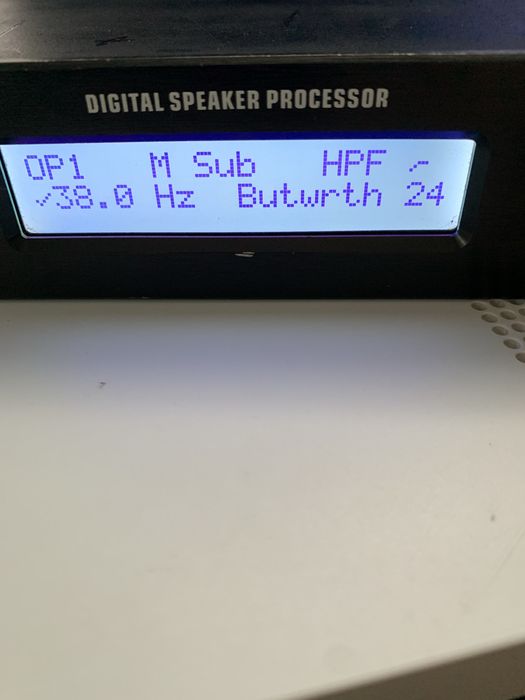 DIGITAL SPEAKER PROCESSOR
OP1 M Sub HPF
✓38.0 Hz Butwrth 24